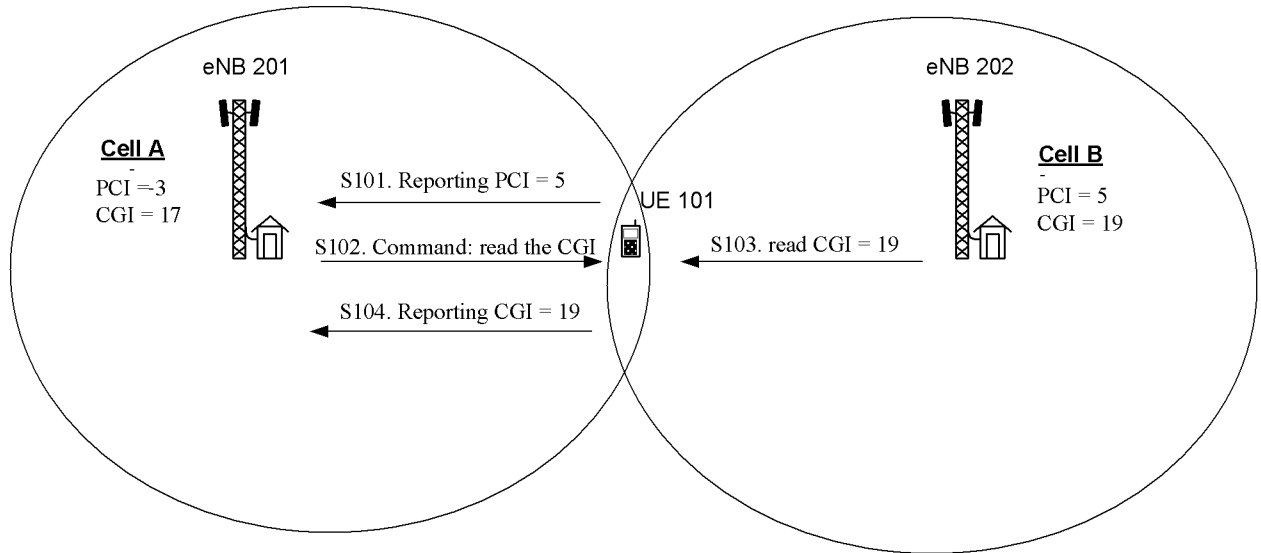 eNB 201
eNB 202
Cell A
-
PCI =-3
CGI = 17
Cell B
-
PCI = 5
CGI = 19
S101. Reporting PCI = 5
UE 101
S102. Command: read the CGI
S103. read CGI = 19
S104. Reporting CGI = 19